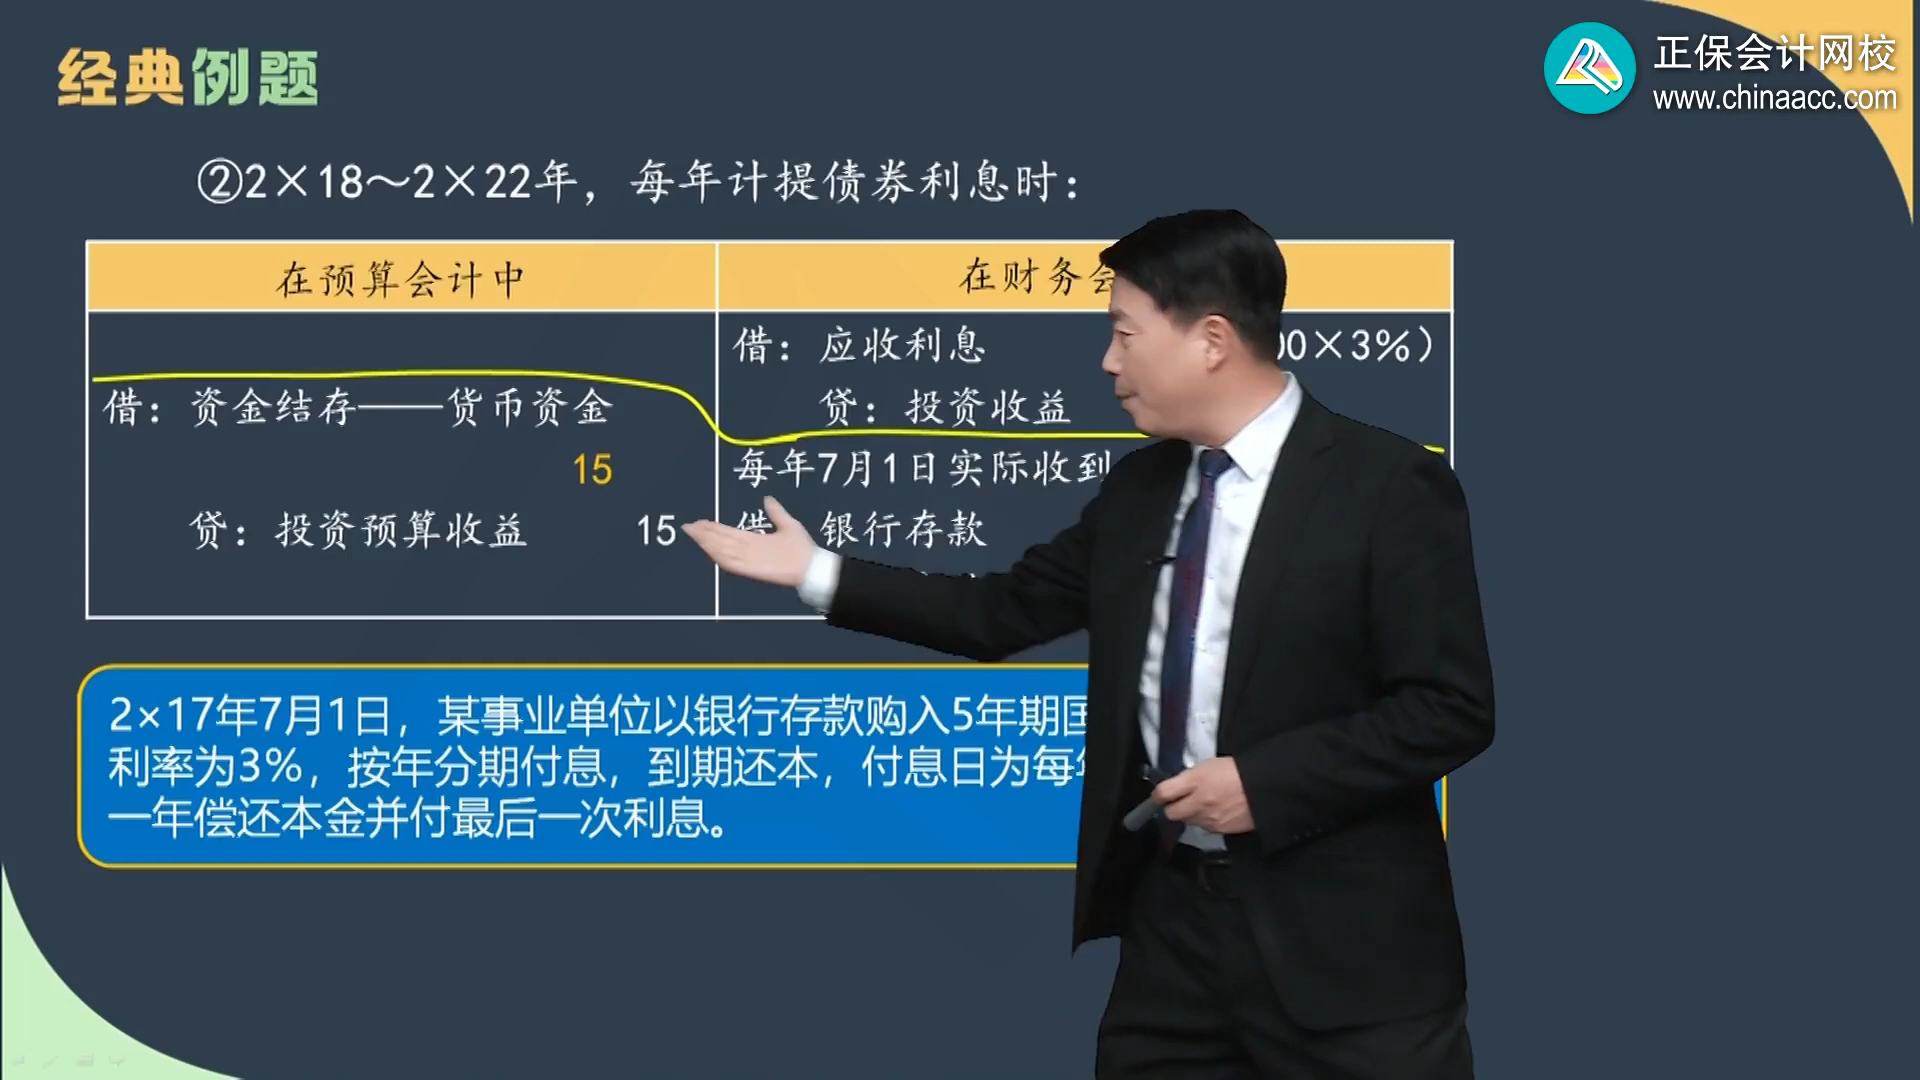 经典例题
正保会计网校
www.chinaacc.com
②2×18～2×22年，每年计提债券利息时：
在预算会计中
在财务会
借：应收利息
00×3%）
借：资金结存——货币资金
贷：投资收益
15
每年7月1日实际收到
贷：投资预算收益 15
借：银行存款
2×17年7月1日，某事业单位以银行存款购入5年期国
利率为3%，按年分期付息，到期还本，付息日为每年
一年偿还本金并付最后一次利息。